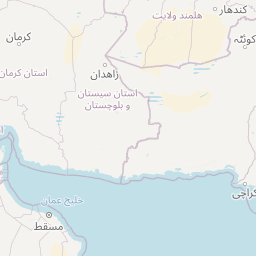 کندهار
هلمند ولایت
کرمان
کوئٹہ
زاهدان
استان کرمان
استان سیستان
و بلوچستان
کراچی
خلیج عمان
مسقط